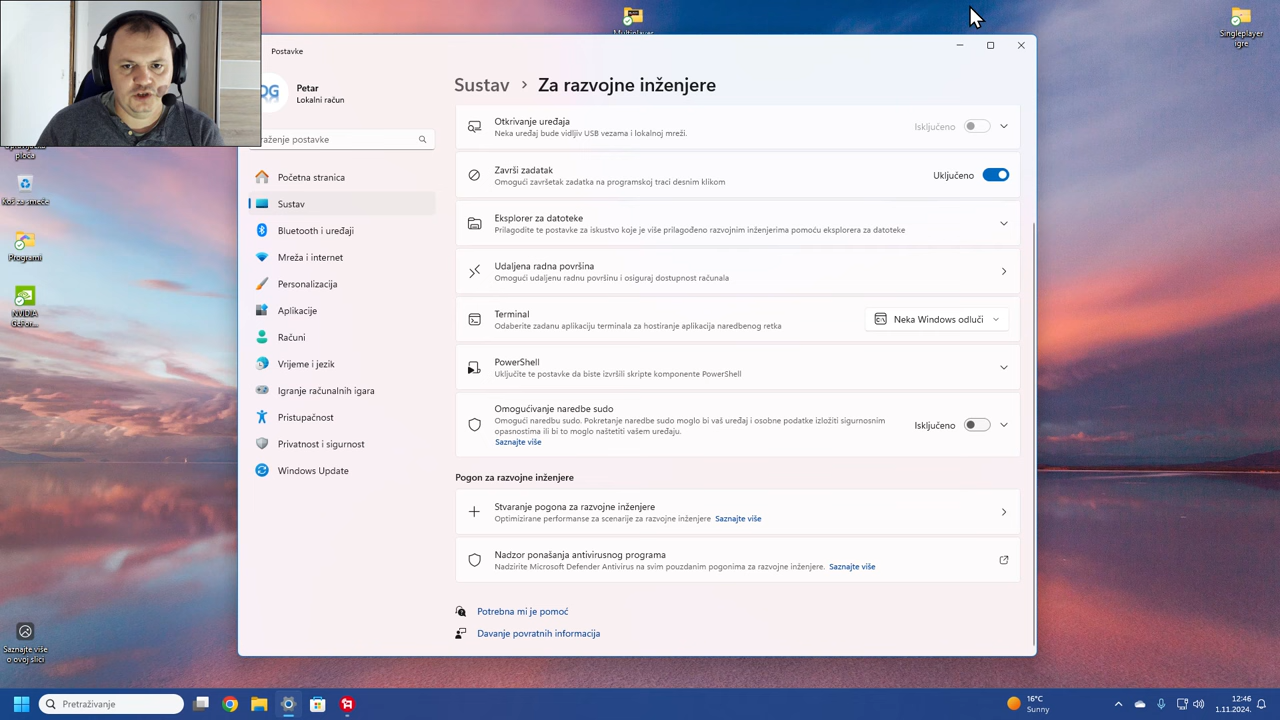 Multiplayer
Singleplayer
igre
Postavke
OG
Petar
Lokalni račun
Sustav > Za razvojne inženjere
Početna stranica
Sustav
Bluetooth i uređaji
Mreža i internet
Personalizacija
Aplikacije
Računi
Vrijeme i jezik
Igranje računalnih igara
Pristupačnost
Privatnost i sigurnost
Windows Update
Otkrivanje uređaja
Neka uređaj bude vidljiv USB vezama i lokalnoj mreži.
Isključeno
Završi zadatak
Omogući završetak zadatka na programskoj traci desnim klikom
Uključeno
Eksplorer za datoteke
Prilagodite te postavke za iskustvo koje je više prilagođeno razvojnim inženjerima pomoću eksplorera za datoteke
Udaljena radna površina
Omogući udaljenu radnu površinu i osiguraj dostupnost računala
Terminal
Odaberite zadanu aplikaciju terminala za hostiranje aplikacija naredbenog retka
Neka Windows odluči
PowerShell
Uključite te postavke da biste izvršili skripte komponente PowerShell
Omogućivanje naredbe sudo
Omogući naredbu sudo. Pokretanje naredbe sudo moglo bi vaš uređaj i osobne podatke izložiti sigurnosnim
opasnostima ili bi to moglo naštetiti vašem uređaju.
Saznajte više
Isključeno
Pogon za razvojne inženjere
Stvaranje pogona za razvojne inženjere
Optimizirane performanse za scenarije za razvojne inženjere Saznajte više
Nadzor ponašanja antivirusnog programa
Nadzirite Microsoft Defender Antivirus na svim pouzdanim pogonima za razvojne inženjere. Saznajte više
Potrebna mi je pomoć
Davanje povratnih informacija
ploča
Koš za smeće
Programi
NVIDIA
GeFor...
Saznajte više
o ovoj slici
Pretraživanje
16°C
Sunny
12:46
1.11.2024.